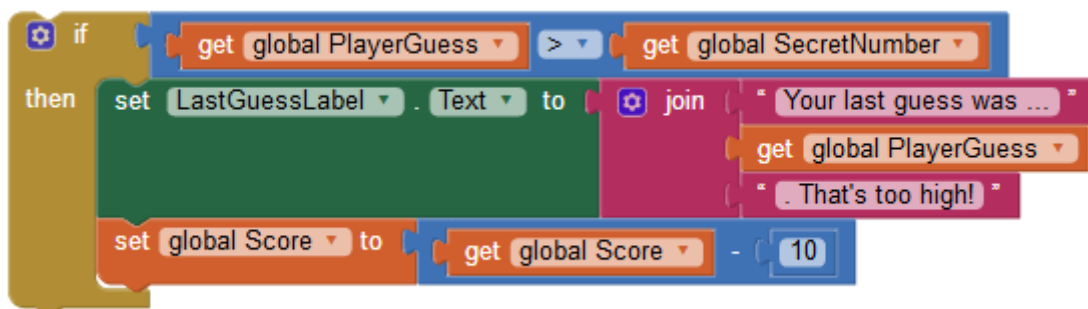 if get global PlayerGuess > get global SecretNumber
then set LastGuessLabel . Text to join “ Your last guess was ... ”
get global PlayerGuess
“ . That's too high! ”
set global Score to get global Score - 10